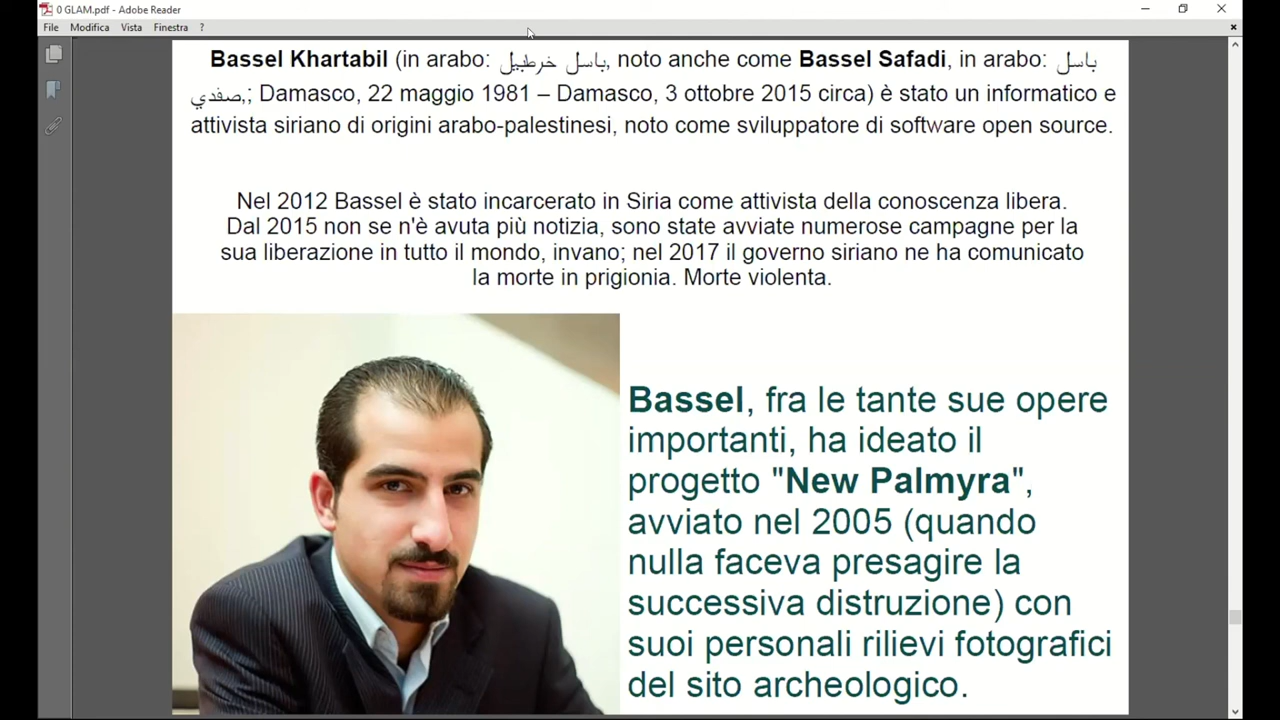 0 GLAM.pdf - Adobe Reader
File Modifica Vista Finestra ?
Bassel Khartabil (in arabo: باسل خرطبيل, noto anche come Bassel Safadi, in arabo: باسل
صفدي,; Damasco, 22 maggio 1981 – Damasco, 3 ottobre 2015 circa) è stato un informatico e
attivista siriano di origini arabo-palestinesi, noto come sviluppatore di software open source.
Nel 2012 Bassel è stato incarcerato in Siria come attivista della conoscenza libera.
Dal 2015 non se n'è avuta più notizia, sono state avviate numerose campagne per la
sua liberazione in tutto il mondo, invano; nel 2017 il governo siriano ne ha comunicato
la morte in prigionia. Morte violenta.
Bassel, fra le tante sue opere
importanti, ha ideato il
progetto "New Palmyra",
avviato nel 2005 (quando
nulla faceva presagire la
successiva distruzione) con
suoi personali rilievi fotografici
del sito archeologico.